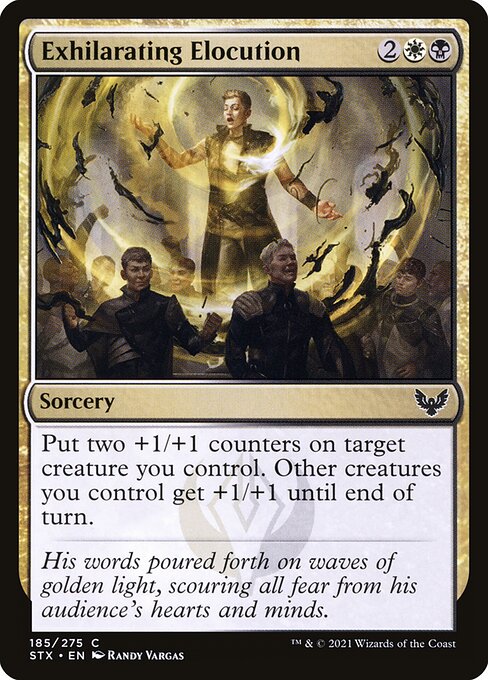 Exhilarating Elocution 2
Sorcery
Put two +1/+1 counters on target
creature you control. Other creatures
you control get +1/+1 until end of
turn.
His words poured forth on waves of
golden light, scouring all fear from his
audience's hearts and minds.
185/275 C
STX • EN Randy Vargas
™ & © 2021 Wizards of the Coast